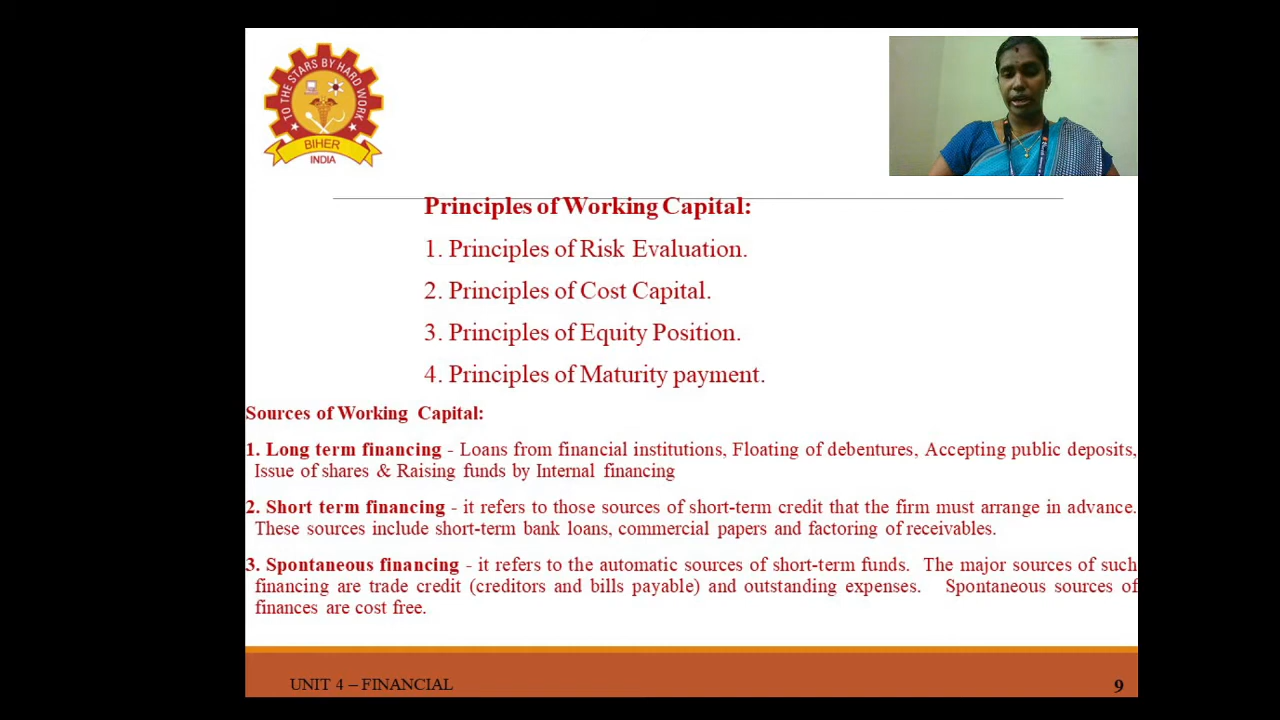 TO THE STARS BY HARD WORK
BIHER
INDIA
Principles of Working Capital:
1. Principles of Risk Evaluation.
2. Principles of Cost Capital.
3. Principles of Equity Position.
4. Principles of Maturity payment.
Sources of Working Capital:
1. Long term financing - Loans from financial institutions, Floating of debentures, Accepting public deposits,
Issue of shares & Raising funds by Internal financing
2. Short term financing - it refers to those sources of short-term credit that the firm must arrange in advance.
These sources include short-term bank loans, commercial papers and factoring of receivables.
3. Spontaneous financing - it refers to the automatic sources of short-term funds. The major sources of such
financing are trade credit (creditors and bills payable) and outstanding expenses. Spontaneous sources of
finances are cost free.
UNIT 4 – FINANCIAL
9